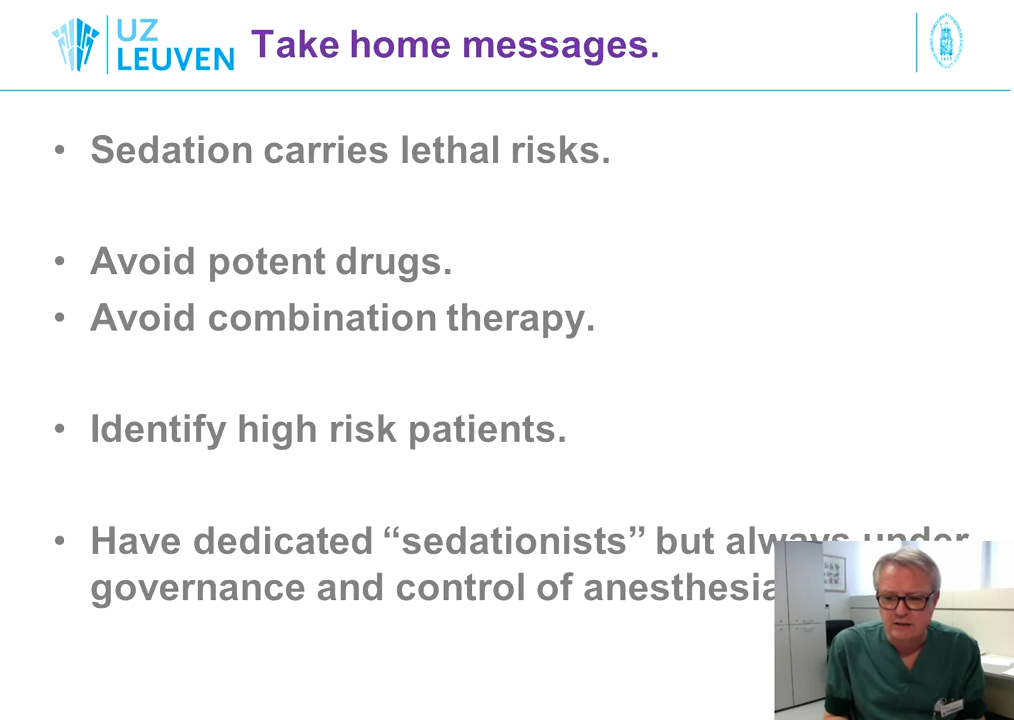 UZ
LEUVEN
Take home messages.
• Sedation carries lethal risks.
• Avoid potent drugs.
• Avoid combination therapy.
• Identify high risk patients.
• Have dedicated “sedationists” but always under
governance and control of anesthesia